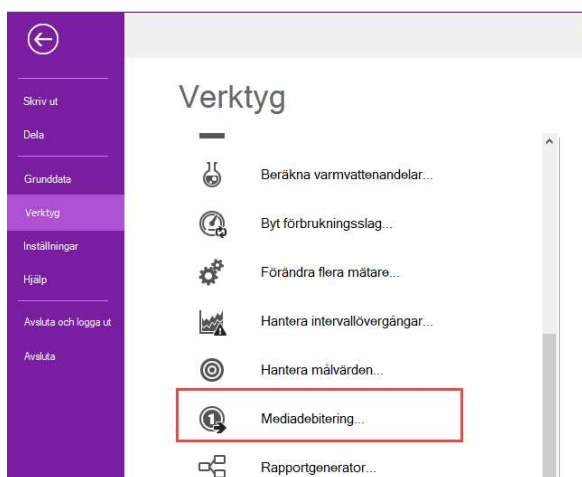 Skriv ut
Dela
Grunddata
Verktyg
Inställningar
Hjälp
Avsluta och logga ut
Avsluta
Verktyg
Beräkna varmvattenandelar...
Byt förbrukningsslag...
Förändra flera mätare...
Hantera intervallövergångar...
Hantera målvärden...
Mediadebitering...
Rapportgenerator...